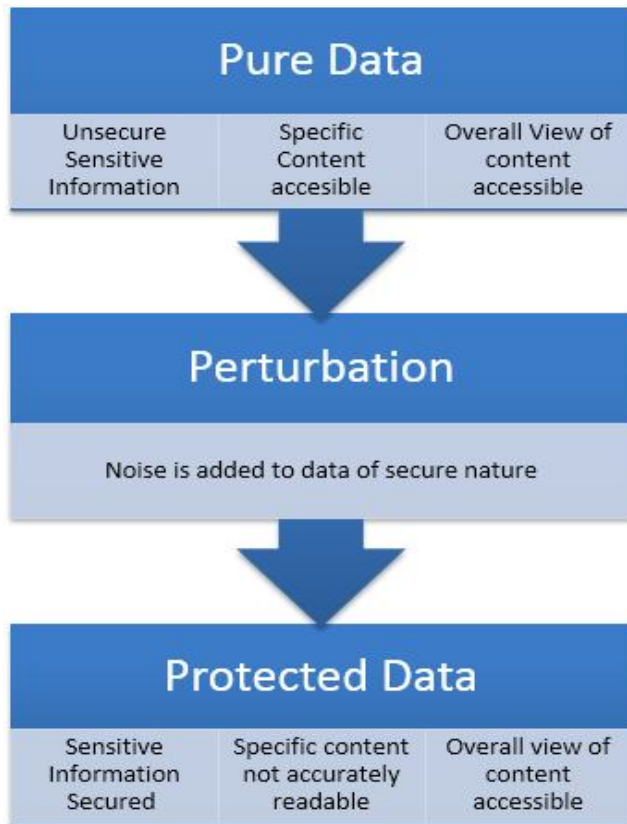 Pure Data
Unsecure
Sensitive
Information
Specific
Content
accesible
Overall View of
content
accessible
Perturbation
Noise is added to data of secure nature
Protected Data
Sensitive
Information
Secured
Specific content
not accurately
readable
Overall view of
content
accessible